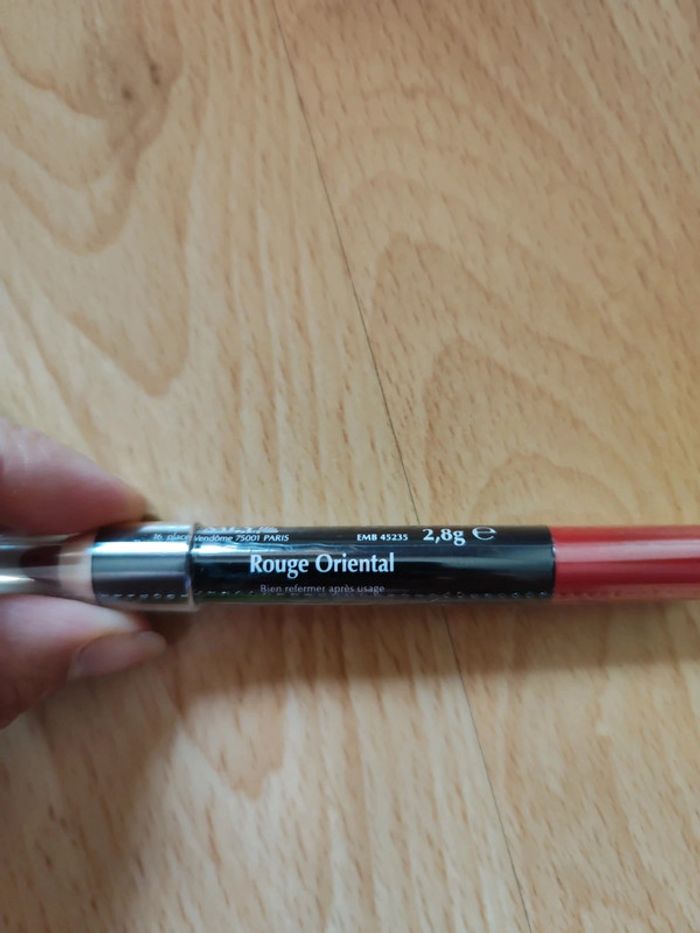 16, place Vendôme 75001 PARIS
EMB 45235 2,8g ℮
Rouge Oriental
Bien refermer après usage